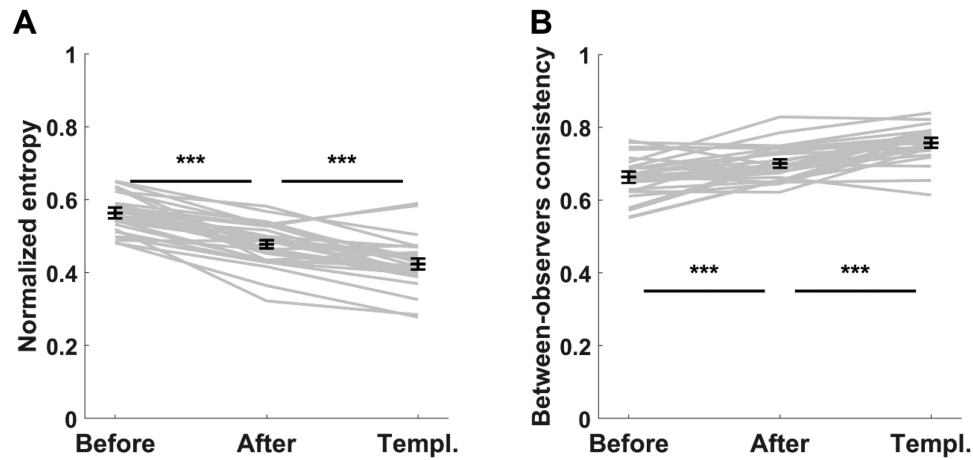 A
Normalized entropy
1
0.8
0.6
0.4
0.2
0
*** ***
Before After Templ.
B
Between-observers consistency
1
0.8
0.6
0.4
0.2
0
*** ***
Before After Templ.